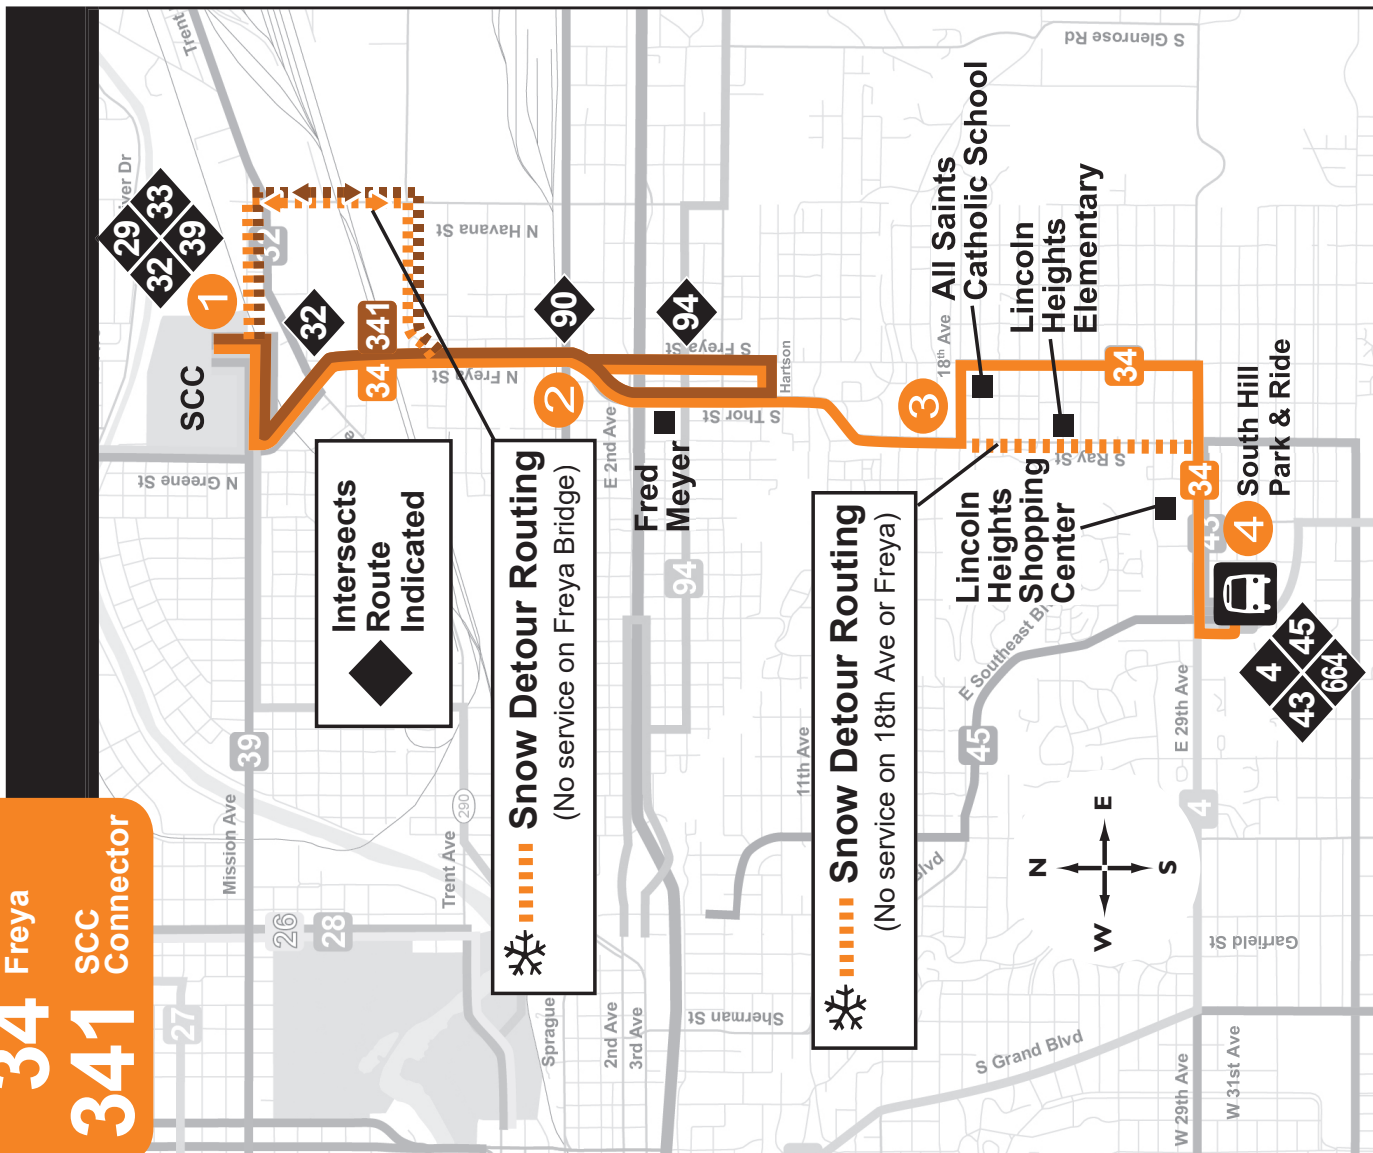 34 Freya
341 SCC
Connector
Trent
iver Dr
29
33
32
39
1
32
SCC
32
N Greene St
N Havana St
34
341
N Freya St
90
2
94
S Freya St
Hartson
S Thor St
E 2nd Ave
Fred
Meyer
94
Intersects
Route
Indicated
Snow Detour Routing
(No service on Freya Bridge)
Snow Detour Routing
(No service on 18th Ave or Freya)
S Glenrose Rd
All Saints
Catholic School
Lincoln
Heights
Elementary
18th Ave
3
34
S Ray St
Lincoln
Heights
Shopping
Center
34
43
4
South Hill
Park & Ride
4
45
43
664
E Southeast Bl
45
E 29th Ave
4
11th Ave
Blvd
39
Mission Ave
290
Trent Ave
26
28
27
Sprague
2nd Ave
3rd Ave
Sherman St
S Grand Blvd
Garfield St
W 29th Ave
W 31st Ave
N
E
S
W